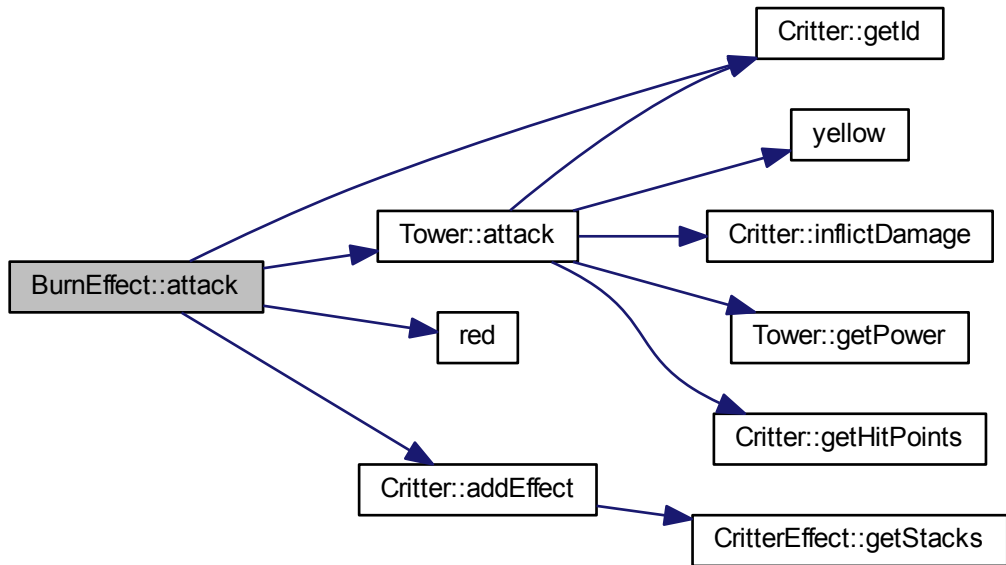 Critter::getId
yellow
Tower::attack
Critter::inflictDamage
BurnEffect::attack
red
Tower::getPower
Critter::getHitPoints
Critter::addEffect
CritterEffect::getStacks